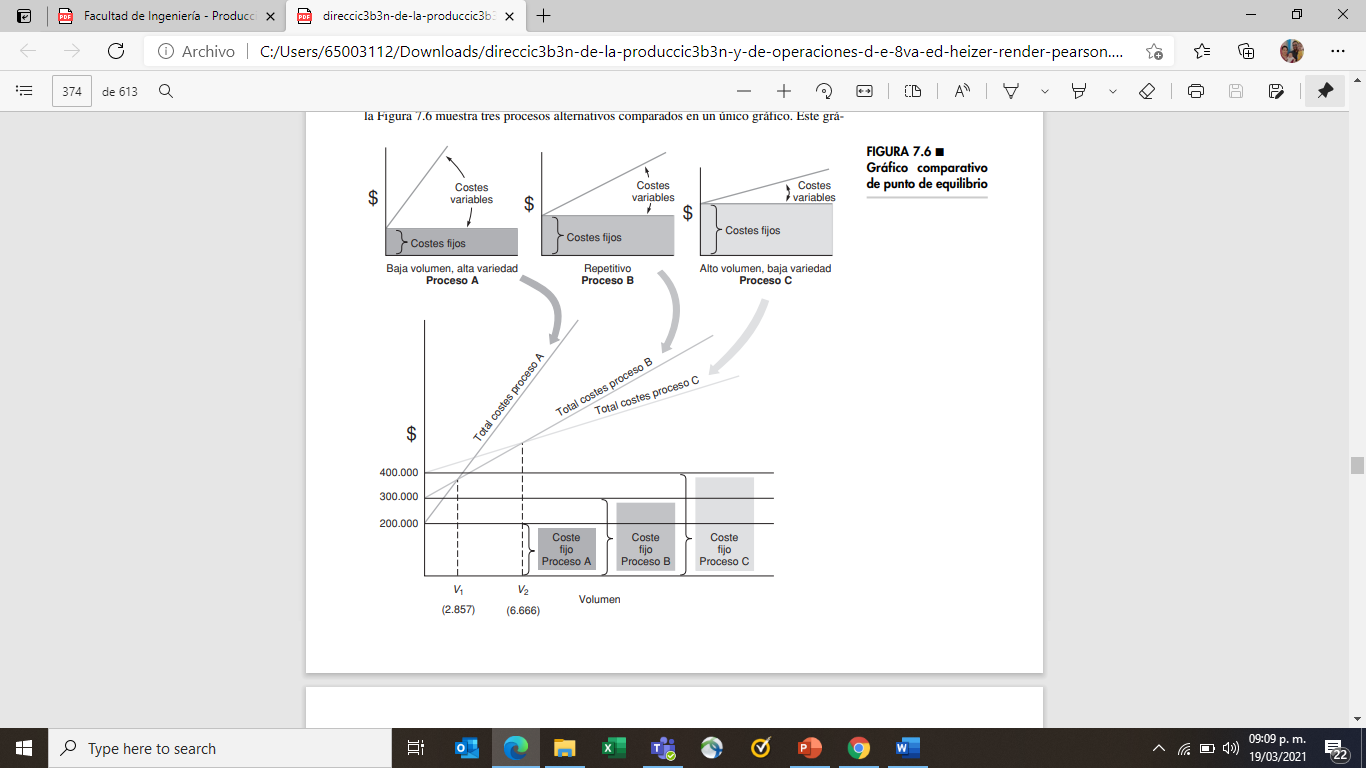 Facultad de Ingeniería - Producc
direccic3b3n-de-la-produccic3b3
Archivo
C:/Users/65003112/Downloads/direccic3b3n-de-la-produccic3b3n-y-de-operaciones-d-e-8va-ed-heizer-render-pearson....
374 de 613
la Figura 7.6 muestra tres procesos alternativos comparados en un único gráfico. Este grá-
FIGURA 7.6 ■
Gráfico comparativo
de punto de equilibrio
$
Costes
variables
Costes fijos
Baja volumen, alta variedad
Proceso A
$
Costes
variables
Costes fijos
Repetitivo
Proceso B
$
Costes
variables
Costes fijos
Alto volumen, baja variedad
Proceso C
Total costes proceso A
Total costes proceso B
Total costes proceso C
$
400.000
300.000
200.000
Coste
fijo
Proceso A
Coste
fijo
Proceso B
Coste
fijo
Proceso C
V1
(2.857)
V2
(6.666)
Volumen
Type here to search
09:09 p. m.
19/03/2021
22